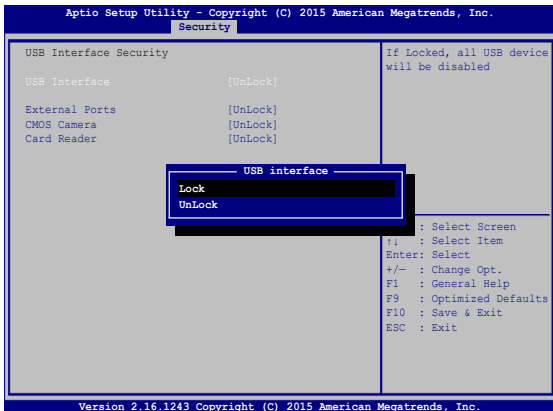 Aptio Setup Utility - Copyright (C) 2015 American Megatrends, Inc.
Security
USB Interface Security
USB Interface [UnLock]
External Ports [UnLock]
CMOS Camera [UnLock]
Card Reader [UnLock]
If Locked, all USB device
will be disabled
USB interface
Lock
UnLock
: Select Screen
↑↓ : Select Item
Enter: Select
+/— : Change Opt.
F1 : General Help
F9 : Optimized Defaults
F10 : Save & Exit
ESC : Exit
Version 2.16.1243 Copyright (C) 2015 American Megatrends, Inc.